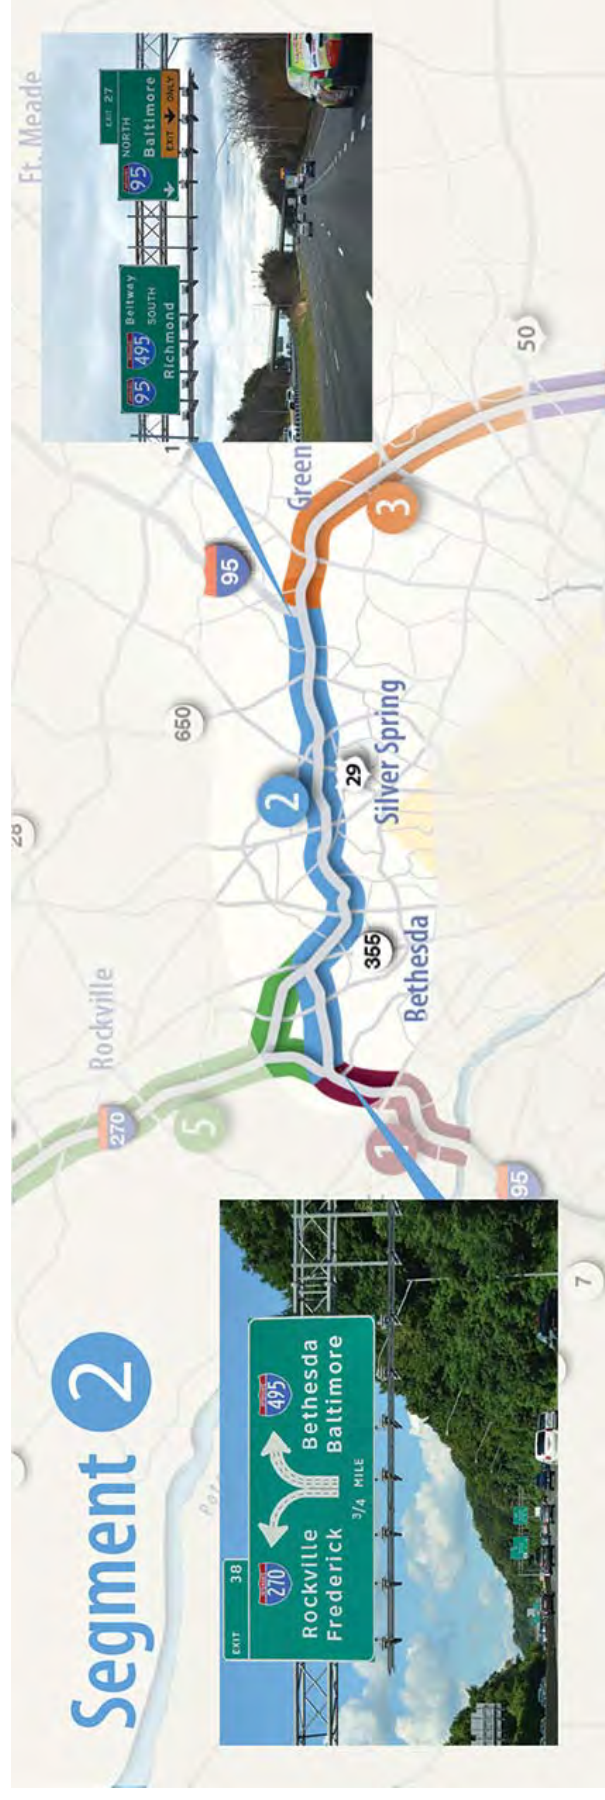 Segment 2
EXIT 38
270
495
Rockville
Frederick
Bethesda
Baltimore
3/4 MILE
7
95
1
5
270
Rockville
Bethesda
355
28
2
29
Silver Spring
650
95
3
Green
50
1
Ft. Meade
95
495
Beltway
SOUTH
Richmond
EXIT 27
95
NORTH
Baltimore
EXIT ONLY